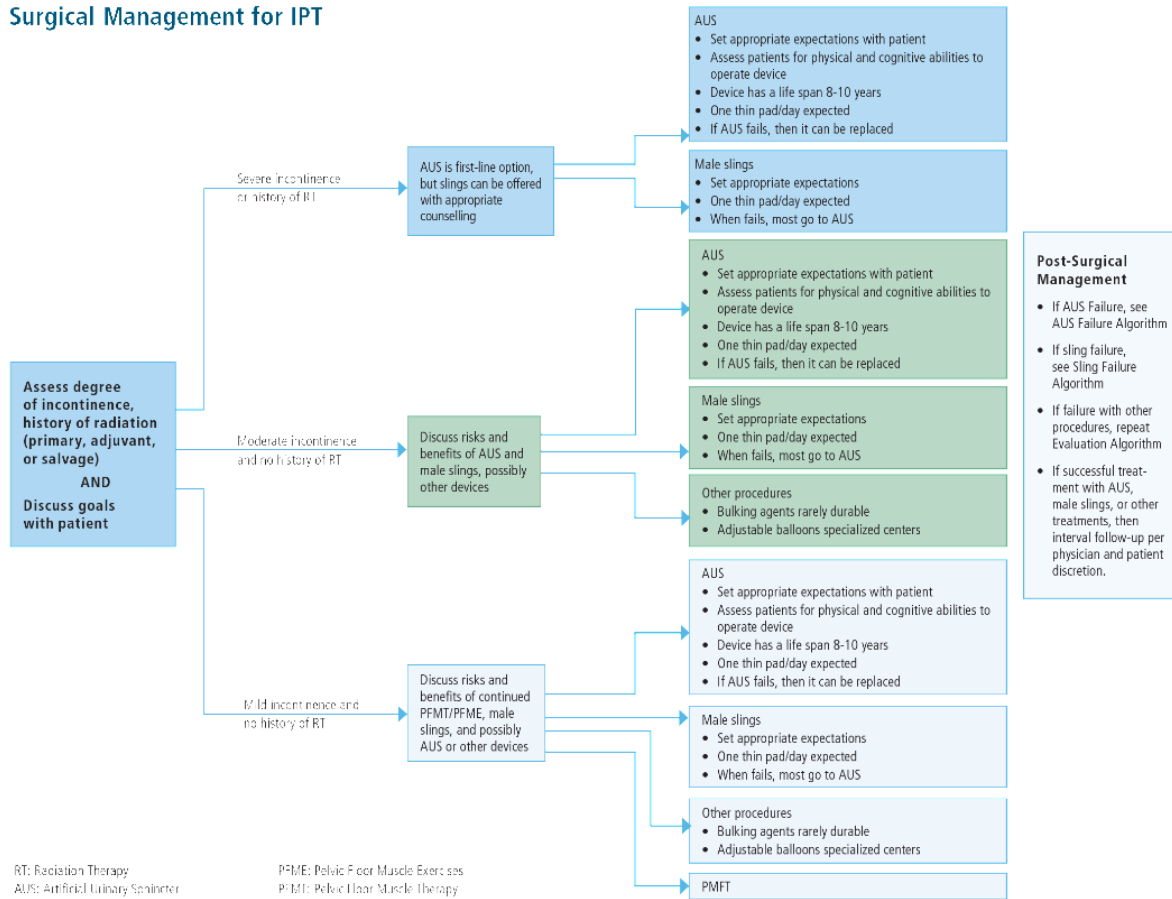 Surgical Management for IPT
AUS
• Set appropriate expectations with patient
• Assess patients for physical and cognitive abilities to
operate device
• Device has a life span 8-10 years
• One thin pad/day expected
• If AUS fails, then it can be replaced
Severe incontinence
or history of RT
AUS is first-line option,
but slings can be offered
with appropriate
counselling
Male slings
• Set appropriate expectations
• One thin pad/day expected
• When fails, most go to AUS
AUS
• Set appropriate expectations with patient
• Assess patients for physical and cognitive abilities to
operate device
• Device has a life span 8-10 years
• One thin pad/day expected
• If AUS fails, then it can be replaced
Assess degree
of incontinence,
history of radiation
(primary, adjuvant,
or salvage)
AND
Discuss goals
with patient
Moderate incontinence
and no history of RT
Discuss risks and
benefits of AUS and
male slings, possibly
other devices
Male slings
• Set appropriate expectations
• One thin pad/day expected
• When fails, most go to AUS
Other procedures
• Bulking agents rarely durable
• Adjustable balloons specialized centers
AUS
• Set appropriate expectations with patient
• Assess patients for physical and cognitive abilities to
operate device
• Device has a life span 8-10 years
• One thin pad/day expected
• If AUS fails, then it can be replaced
Mild incontinence and
no history of RT
Discuss risks and
benefits of continued
PFMT/PFME, male
slings, and possibly
AUS or other devices
Male slings
• Set appropriate expectations
• One thin pad/day expected
• When fails, most go to AUS
Other procedures
• Bulking agents rarely durable
• Adjustable balloons specialized centers
PMFT
Post-Surgical
Management
• If AUS Failure, see
AUS Failure Algorithm
• If sling failure,
see Sling Failure
Algorithm
• If failure with other
procedures, repeat
Evaluation Algorithm
• If successful treat-
ment with AUS,
male slings, or other
treatments, then
interval follow-up per
physician and patient
discretion.
RT: Radiation Therapy
AUS: Artificial Urinary Sphincter
PFME: Pelvic Floor Muscle Exercises
PFMT: Pelvic Floor Muscle Therapy